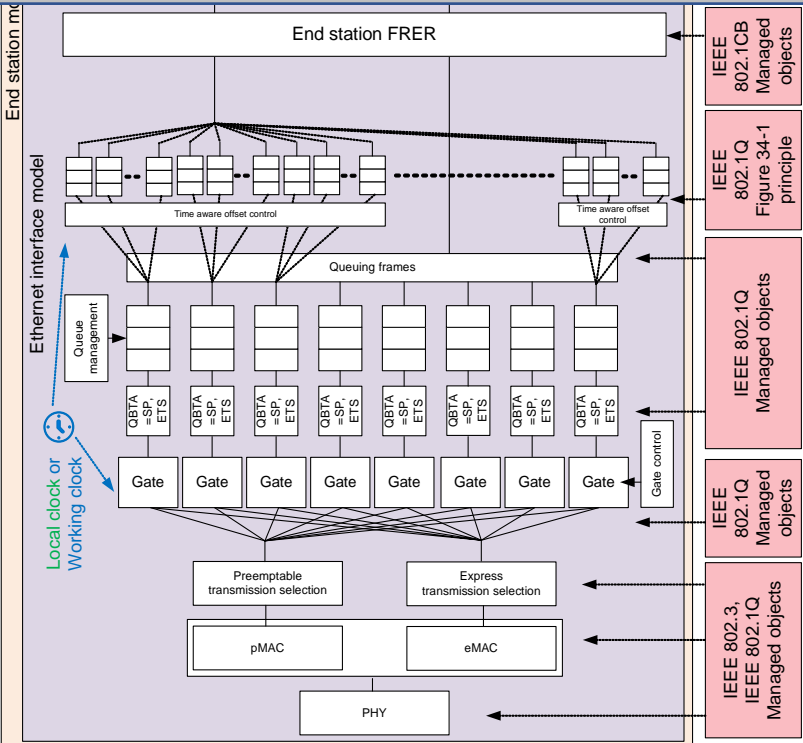 End station mo
End station FRER
IEEE
802.1CB
Managed
objects
Ethernet interface model
IEEE
802.1Q
Figure 34-1
principle
Time aware offset control
Time aware offset
control
Queuing frames
Queue
management
IEEE 802.1Q
Managed objects
QBTA
=SP,
ETS
QBTA
=SP,
ETS
QBTA
=SP,
ETS
QBTA
=SP,
ETS
QBTA
=SP,
ETS
QBTA
=SP,
ETS
QBTA
=SP,
ETS
QBTA
=SP,
ETS
Local clock or
Working clock
Gate
Gate
Gate
Gate
Gate
Gate
Gate
Gate
Gate control
IEEE
802.1Q
Managed
objects
Preemptable
transmission selection
Express
transmission selection
IEEE 802.3,
IEEE 802.1Q
Managed objects
pMAC
eMAC
PHY